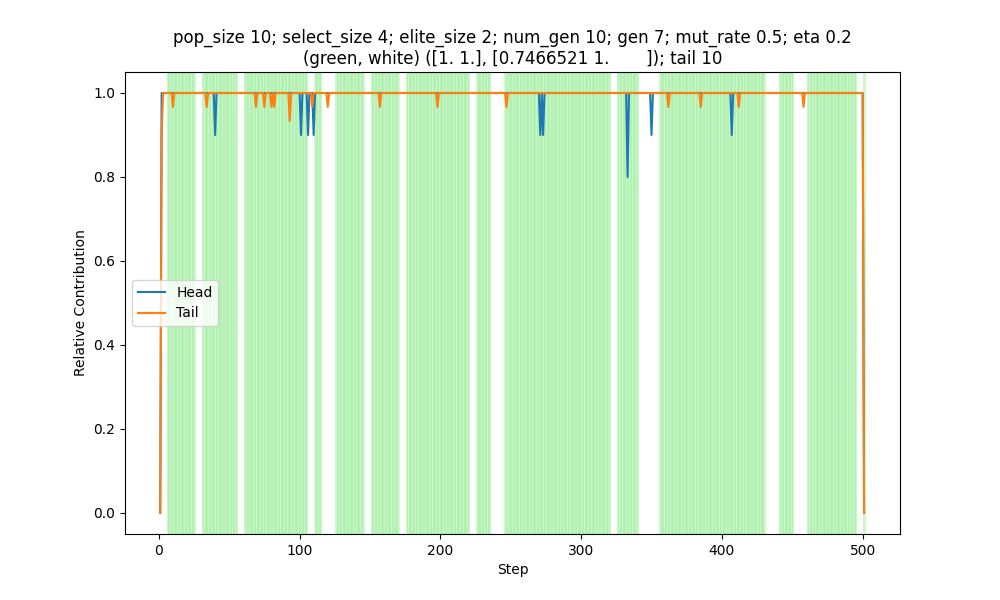 pop_size 10; select_size 4; elite_size 2; num_gen 10; gen 7; mut_rate 0.5; eta 0.2
(green, white) ([1. 1.], [0.7466521 1.        ]); tail 10
1.0
0.8
0.6
0.4
0.2
0.0
Relative Contribution
Head
Tail
0
100
200
300
400
500
Step